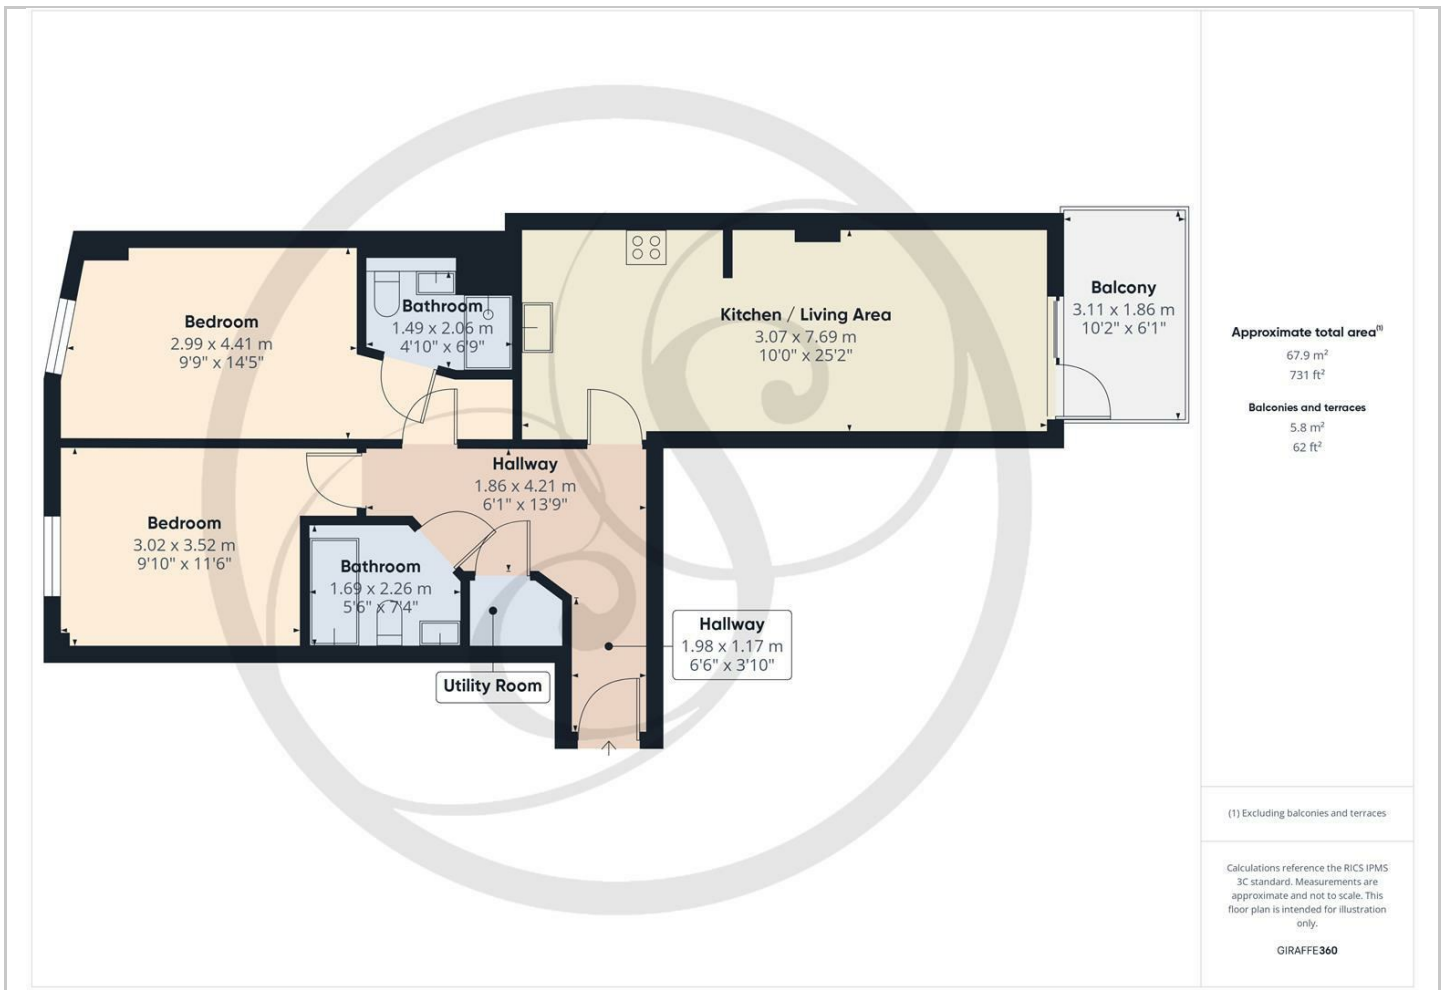 Bedroom
2.99 x 4.41 m
9'9" x 14'5"
Bathroom
1.49 x 2.06 m
4'10" x 6'9"
Kitchen / Living Area
3.07 x 7.69 m
10'0" x 25'2"
Balcony
3.11 x 1.86 m
10'2" x 6'1"
Hallway
1.86 x 4.21 m
6'1" x 13'9"
Bedroom
3.02 x 3.52 m
9'10" x 11'6"
Bathroom
1.69 x 2.26 m
5'6" x 7'4"
Hallway
1.98 x 1.17 m
6'6" x 3'10"
Utility Room
Approximate total area(1)
67.9 m²
731 ft²
Balconies and terraces
5.8 m²
62 ft²
(1) Excluding balconies and terraces
Calculations reference the RICS IPMS
3C standard. Measurements are
approximate and not to scale. This
floor plan is intended for illustration
only.
GIRAFFE360